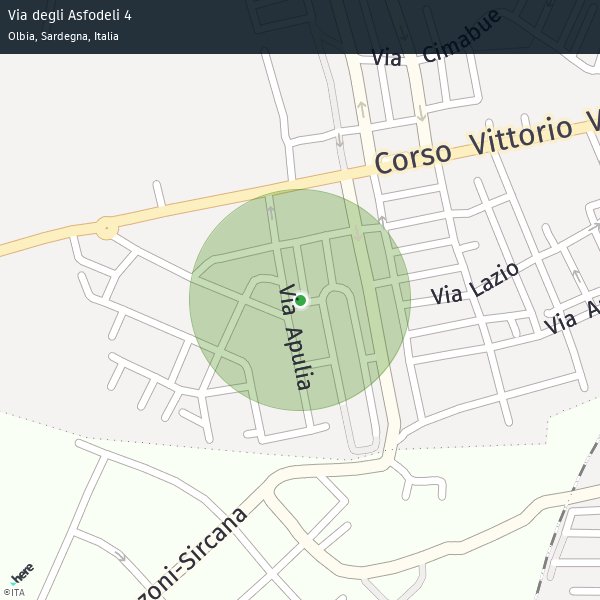 Via degli Asfodeli 4
Olbia, Sardegna, Italia
Via Cimabue
Corso Vittorio V
Via Lazio
Via A
Via Apulia
zoni-Sircana
here
©ITA